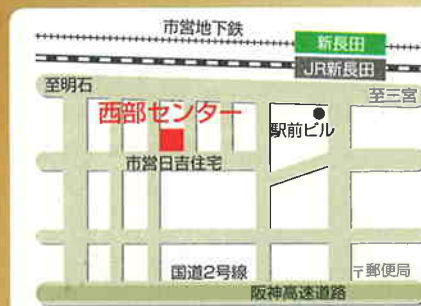 市営地下鉄
新長田
JR新長田
至明石
至三宮
西部センター
駅前ビル
市営日吉住宅
国道2号線
〒郵便局
阪神高速道路